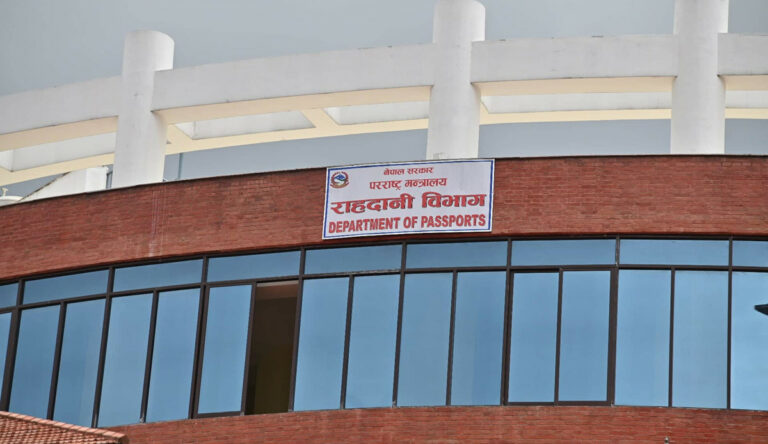 नेपाल सरकार
परराष्ट्र मन्त्रालय
राहदानी विभाग
DEPARTMENT OF PASSPORTS